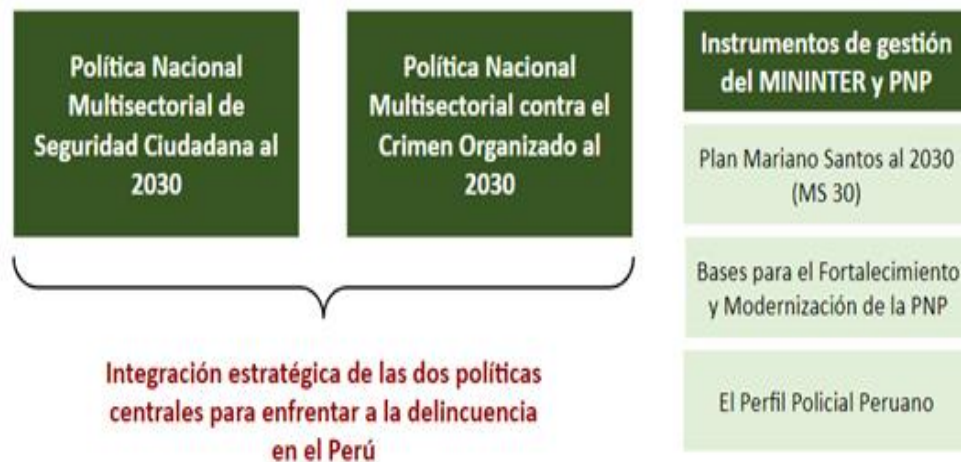 Política Nacional
Multisectorial de
Seguridad Ciudadana al
2030
Política Nacional
Multisectorial contra el
Crimen Organizado al
2030
Integración estratégica de las dos políticas
centrales para enfrentar a la delincuencia
en el Perú
Instrumentos de gestión
del MININTER y PNP
Plan Mariano Santos al 2030
(MS 30)
Bases para el Fortalecimiento
y Modernización de la PNP
El Perfil Policial Peruano